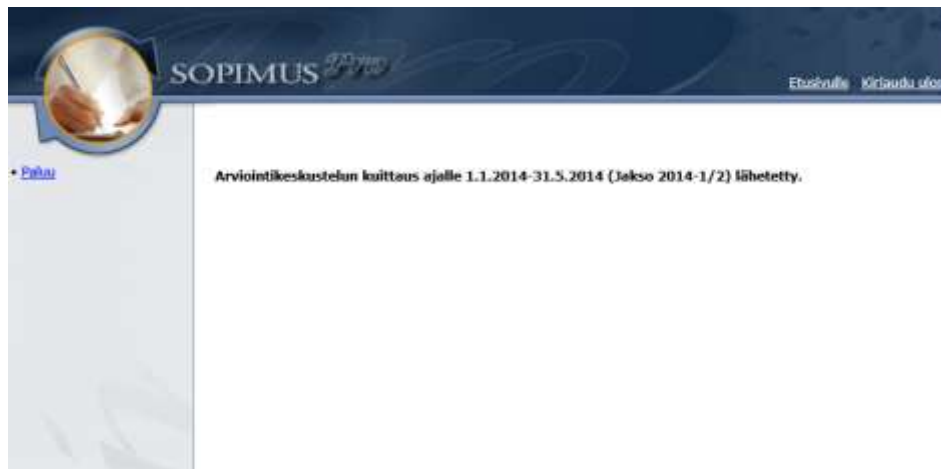 SOPIMUS Pro
Etusivulle Kirjaudu ulos
Paluu
Arviointikeskustelun kuittaus ajalle 1.1.2014-31.5.2014 (Jakso 2014-1/2) lähetetty.